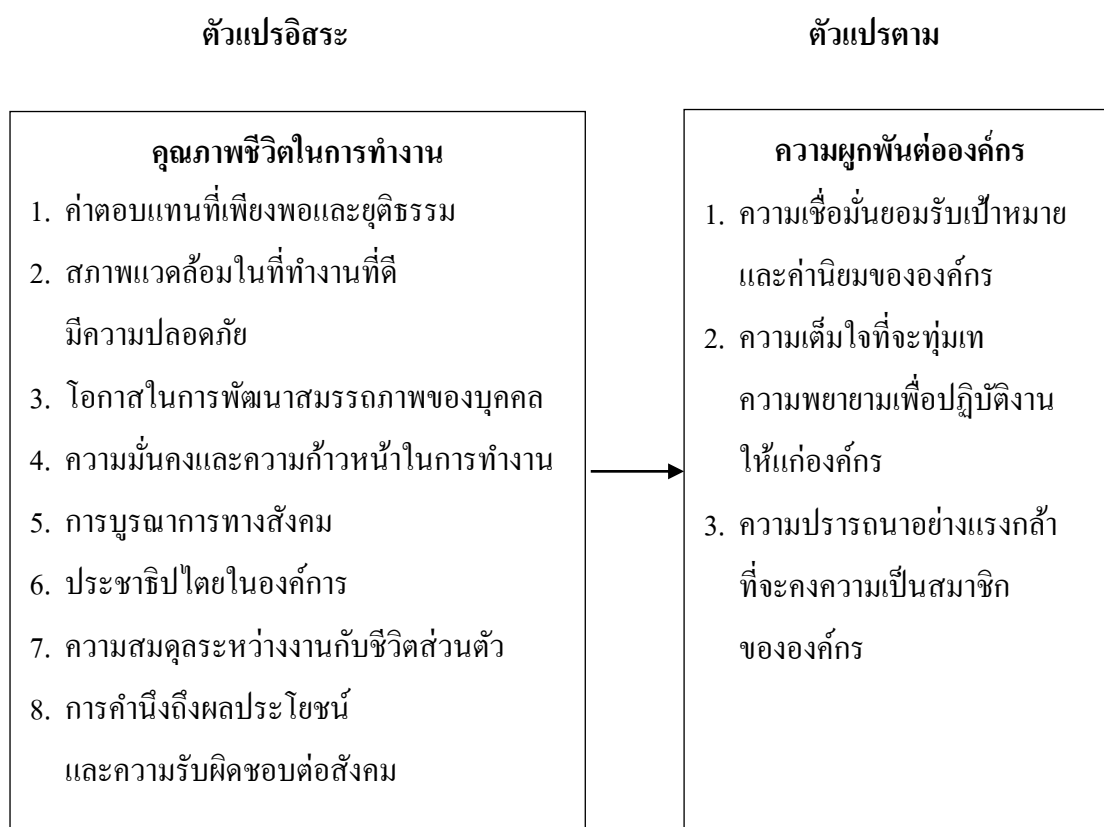 ตัวแปรอิสระ
ตัวแปรตาม
คุณภาพชีวิตในการทำงาน
1. ค่าตอบแทนที่เพียงพอและยุติธรรม
2. สภาพแวดล้อมในที่ทำงานที่ดี
มีความปลอดภัย
3. โอกาสในการพัฒนาสมรรถภาพของบุคคล
4. ความมั่นคงและความก้าวหน้าในการทำงาน
5. การบูรณาการทางสังคม
6. ประชาธิปไตยในองค์การ
7. ความสมดุลระหว่างงานกับชีวิตส่วนตัว
8. การคำนึงถึงผลประโยชน์
และความรับผิดชอบต่อสังคม
ความผูกพันต่อองค์กร
1. ความเชื่อมั่นยอมรับเป้าหมาย
และค่านิยมขององค์กร
2. ความเต็มใจที่จะทุ่มเท
ความพยายามเพื่อปฏิบัติงาน
ให้แก่องค์กร
3. ความปรารถนาอย่างแรงกล้า
ที่จะคงความเป็นสมาชิก
ขององค์กร